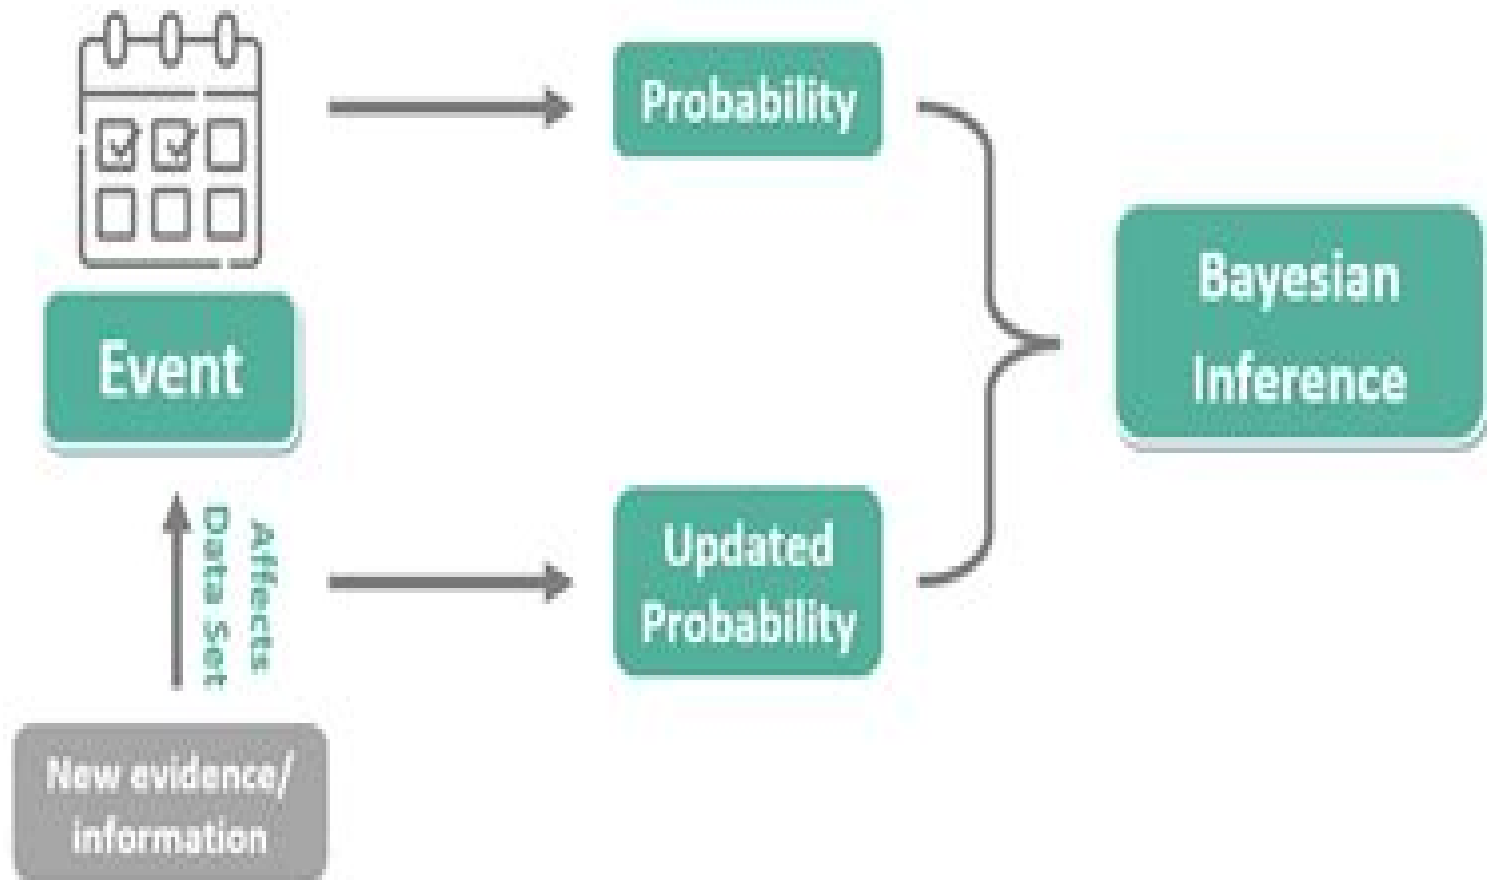 Probability
Event
Bayesian
Inference
Affects
Data Set
Updated
Probability
New evidence/
information